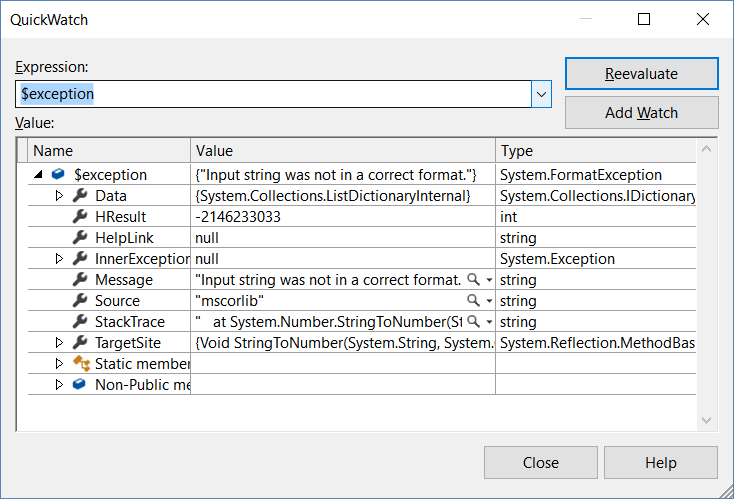 QuickWatch
Expression:
$exception
Reevaluate
Add Watch
Value:
Name Value Type
$exception {"Input string was not in a correct format."} System.FormatException
Data {System.Collections.ListDictionaryInternal} System.Collections.IDictionary
HResult -2146233033 int
HelpLink null string
InnerException null System.Exception
Message "Input string was not in a correct format. string
Source "mscorlib" string
StackTrace "   at System.Number.StringToNumber(St string
TargetSite {Void StringToNumber(System.String, System. System.Reflection.MethodBas
Static member
Non-Public me
Close Help